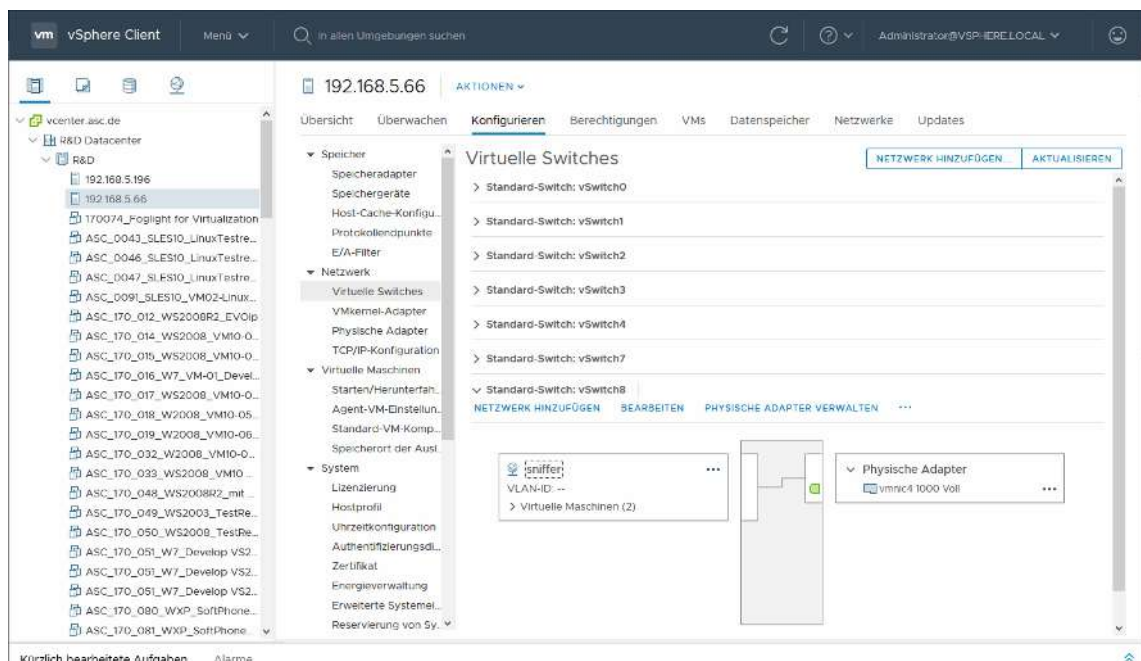 vm vSphere Client Menü In allen Umgebungen suchen Administrator@VSPHERE.LOCAL
vcenter.asc.de
R&D Datacenter
R&D
192.168.5.196
192.168.5.66
170074_Foglight for Virtualization
ASC_0043_SLES10_LinuxTestre...
ASC_0046_SLES10_LinuxTestre...
ASC_0047_SLES10_LinuxTestre...
ASC_0091_SLES10_VM02-Linux...
ASC_170_012_WS2008R2_EVOip
ASC_170_014_WS2008_VM10-0...
ASC_170_015_WS2008_VM10-0...
ASC_170_016_W7_VM-01_Devel...
ASC_170_017_WS2008_VM10-0...
ASC_170_018_W2008_VM10-05...
ASC_170_019_W2008_VM10-06...
ASC_170_032_W2008_VM10-0...
ASC_170_033_WS2008_VM10 ...
ASC_170_048_WS2008R2_mit ...
ASC_170_049_WS2003_TestRe...
ASC_170_050_WS2008_TestRe...
ASC_170_051_W7_Develop VS2...
ASC_170_051_W7_Develop VS2...
ASC_170_051_W7_Develop VS2...
ASC_170_080_WXP_SoftPhone...
ASC_170_081_WXP_SoftPhone...
192.168.5.66 AKTIONEN
Übersicht Überwachen Konfigurieren Berechtigungen VMs Datenspeicher Netzwerke Updates
Speicher
Speicheradapter
Speichergeräte
Host-Cache-Konfigu...
Protokollendpunkte
E/A-Filter
Netzwerk
Virtuelle Switches
VMkernel-Adapter
Physische Adapter
TCP/IP-Konfiguration
Virtuelle Maschinen
Starten/Herunterfah...
Agent-VM-Einstellun...
Standard-VM-Komp...
Speicherort der Ausl...
System
Lizenzierung
Hostprofil
Uhrzeitkonfiguration
Authentifizierungsdi...
Zertifikat
Energieverwaltung
Erweiterte Systemei...
Reservierung von Sy...
Virtuelle Switches
NETZWERK HINZUFÜGEN... AKTUALISIEREN
Standard-Switch: vSwitch0
Standard-Switch: vSwitch1
Standard-Switch: vSwitch2
Standard-Switch: vSwitch3
Standard-Switch: vSwitch4
Standard-Switch: vSwitch7
Standard-Switch: vSwitch8
NETZWERK HINZUFÜGEN BEARBEITEN PHYSISCHE ADAPTER VERWALTEN ...
sniffer ...
VLAN-ID: --
Virtuelle Maschinen (2)
Physische Adapter
vmnic4 1000 Voll ...
Kürzlich bearbeitete Aufgaben Alarme